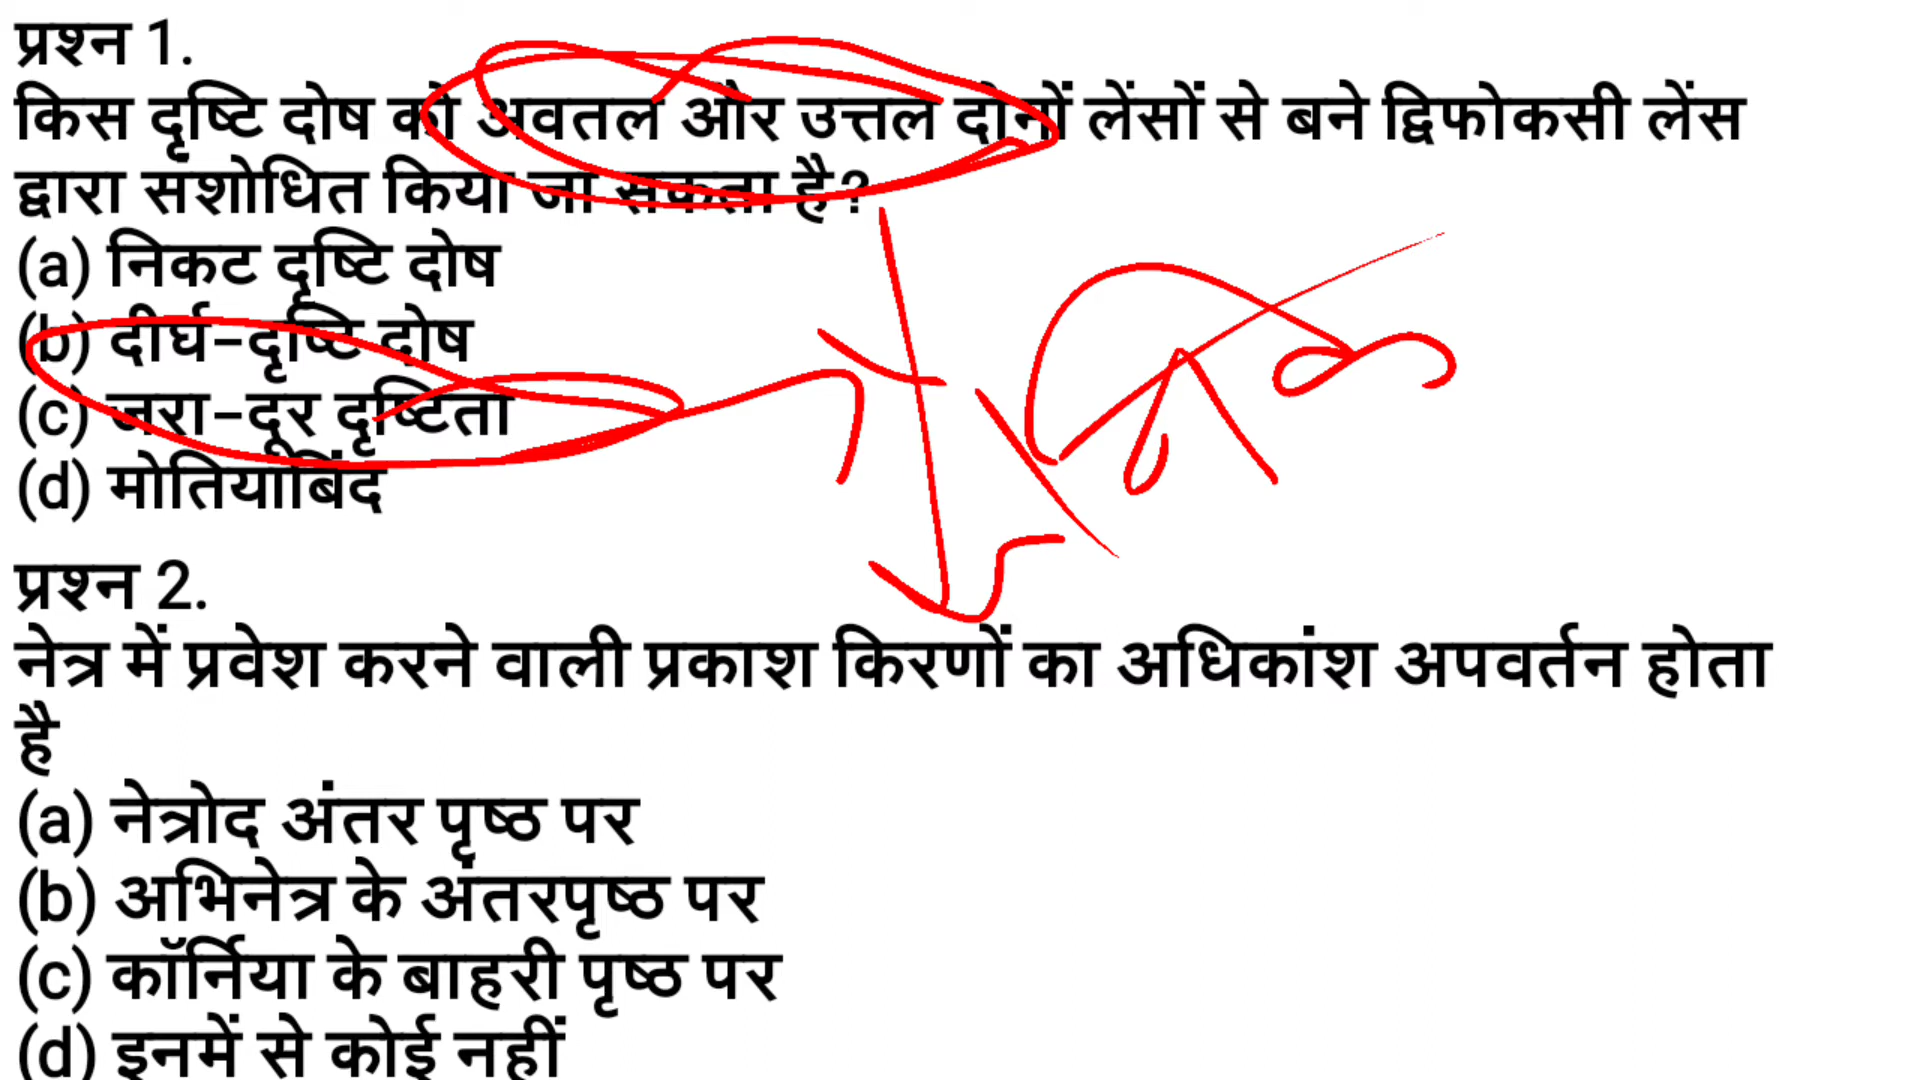 प्रश्न 1.
किस दृष्टि दोष को अवतल और उत्तल दोनों लेंसों से बने द्विफोकसी लेंस
द्वारा संशोधित किया जा सकता है?
(a) निकट दृष्टि दोष
(b) दीर्घ-दृष्टि दोष
(c) जरा-दूर दृष्टिता
(d) मोतियाबिंद
प्रश्न 2.
नेत्र में प्रवेश करने वाली प्रकाश किरणों का अधिकांश अपवर्तन होता
है
(a) नेत्रोद अंतर पृष्ठ पर
(b) अभिनेत्र के अंतरपृष्ठ पर
(c) कॉर्निया के बाहरी पृष्ठ पर
(d) इनमें से कोई नहीं